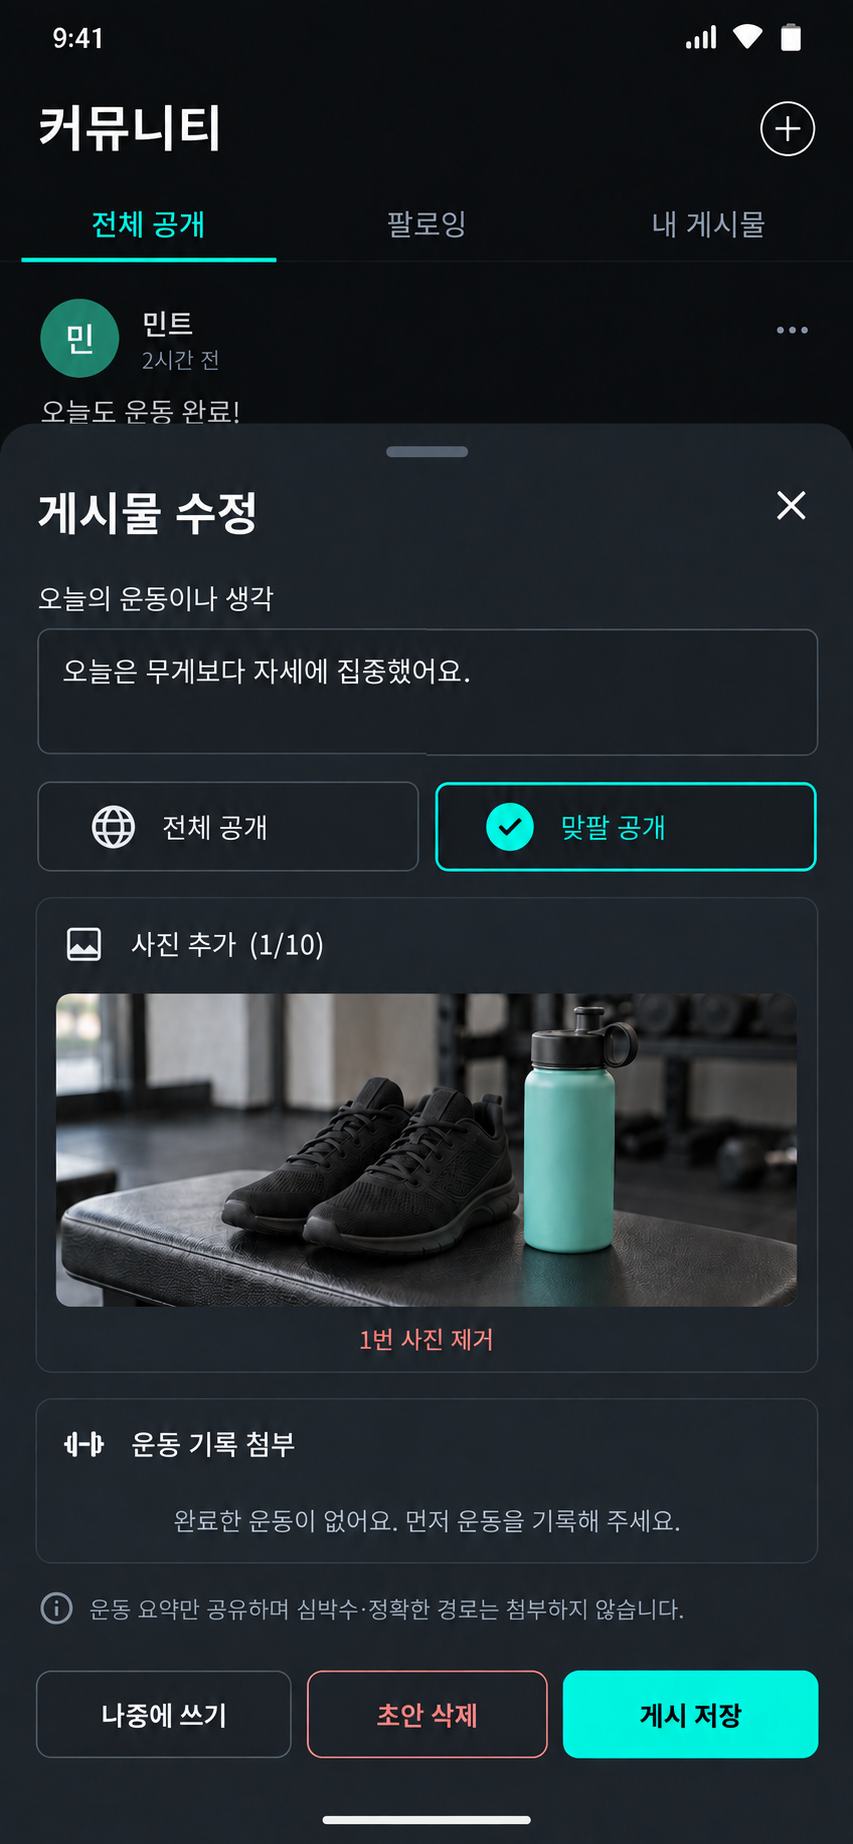 9:41
커뮤니티
전체 공개
팔로잉
내 게시물
민
민트
2시간 전
오늘도 운동 완료!
게시물 수정
오늘의 운동이나 생각
오늘은 무게보다 자세에 집중했어요.
전체 공개
맞팔 공개
사진 추가 (1/10)
1번 사진 제거
운동 기록 첨부
완료한 운동이 없어요. 먼저 운동을 기록해 주세요.
운동 요약만 공유하며 심박수·정확한 경로는 첨부하지 않습니다.
나중에 쓰기
초안 삭제
게시 저장